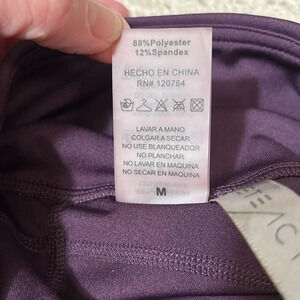 88%Polyester
12%Spandex
HECHO EN CHINA
RN# 120784
LAVAR A MANO
COLGAR A SECAR
NO USE BLANQUEADOR
NO PLANCHAR
NO LAVAR EN MAQUINA
NO SECAR EN MAQUINA
M